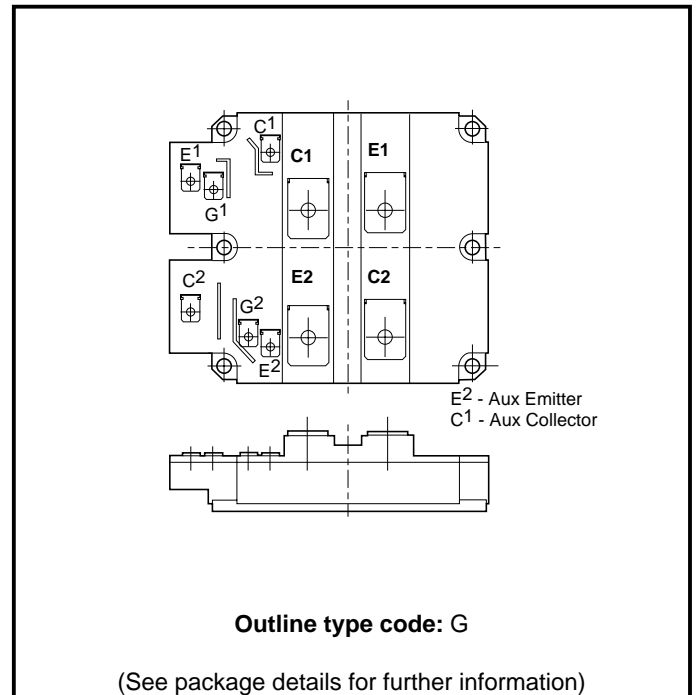 C1
E1
C1
E1
G1
C2
E2
C2
G2
E2
E2 - Aux Emitter
C1 - Aux Collector
Outline type code: G
(See package details for further information)